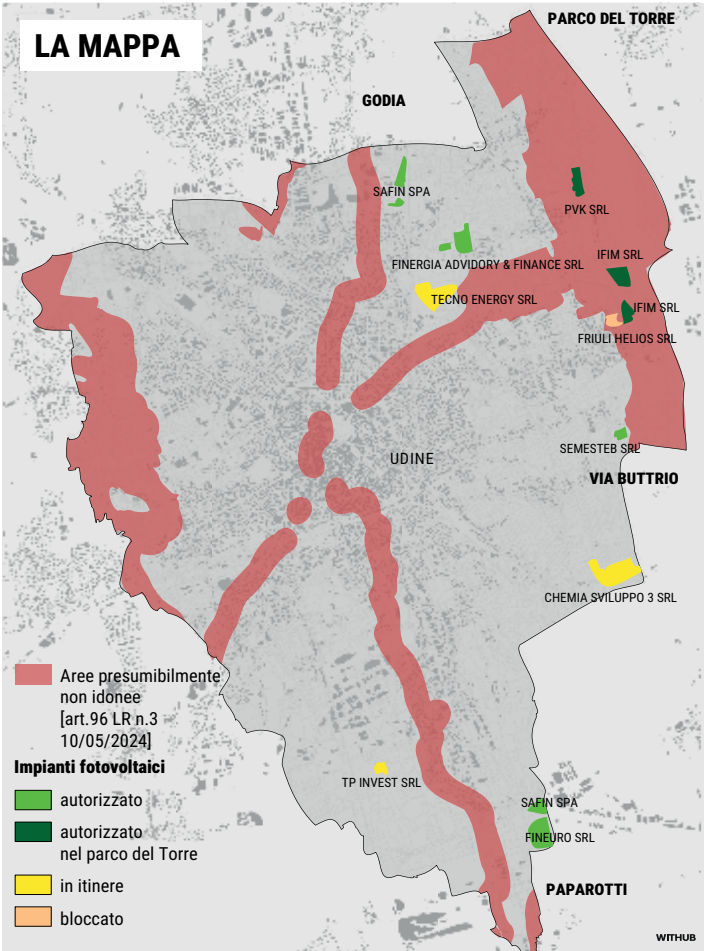 LA MAPPA
PARCO DEL TORRE
GODIA
SAFIN SPA
PVK SRL
FINERGIA ADVIDORY & FINANCE SRL
IFIM SRL
TECNO ENERGY SRL
IFIM SRL
FRIULI HELIOS SRL
SEMESTEB SRL
UDINE
VIA BUTTRIO
CHEMIA SVILUPPO 3 SRL
Aree presumibilmente
non idonee
[art.96 LR n.3
10/05/2024]
Impianti fotovoltaici
autorizzato
autorizzato
nel parco del Torre
in itinere
bloccato
TP INVEST SRL
SAFIN SPA
FINEURO SRL
PAPAROTTI
WITHUB